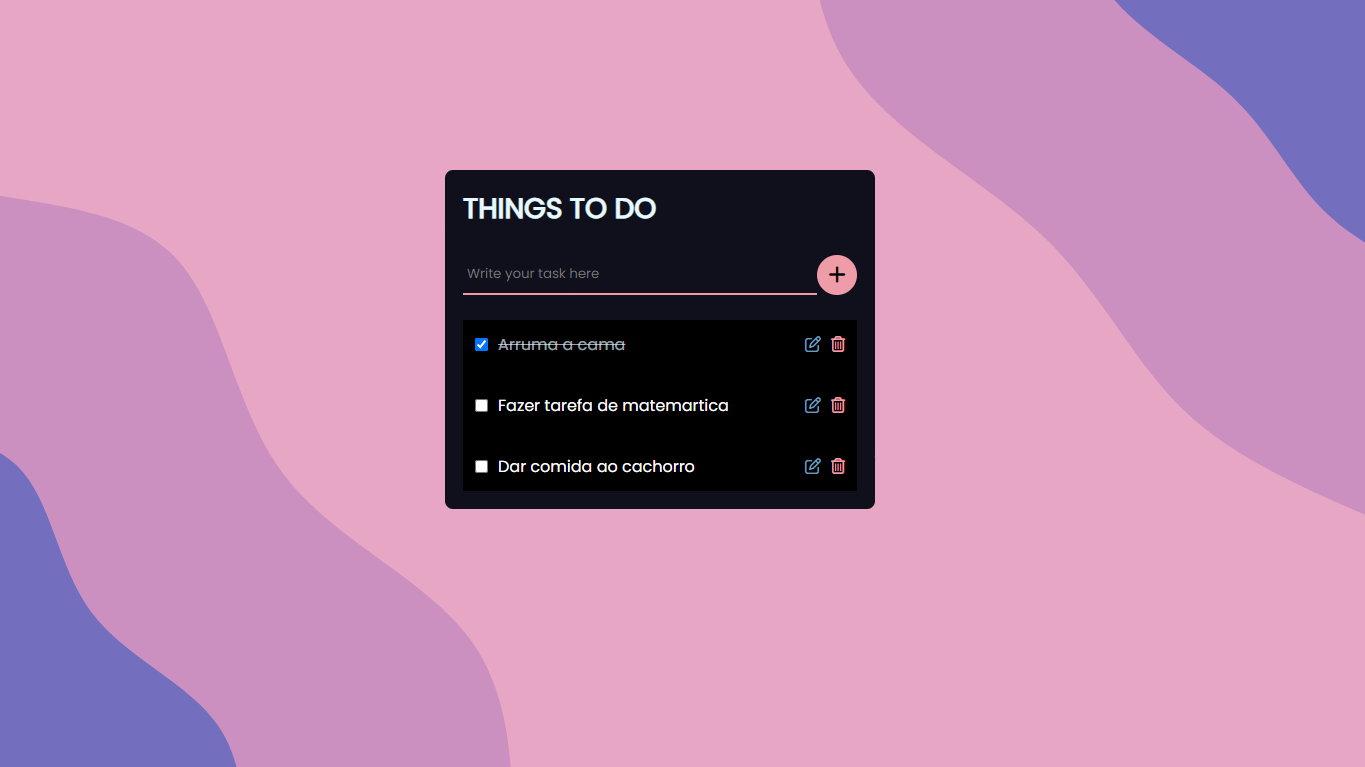 THINGS TO DO
Write your task here
Arruma a cama
Fazer tarefa de matemartica
Dar comida ao cachorro